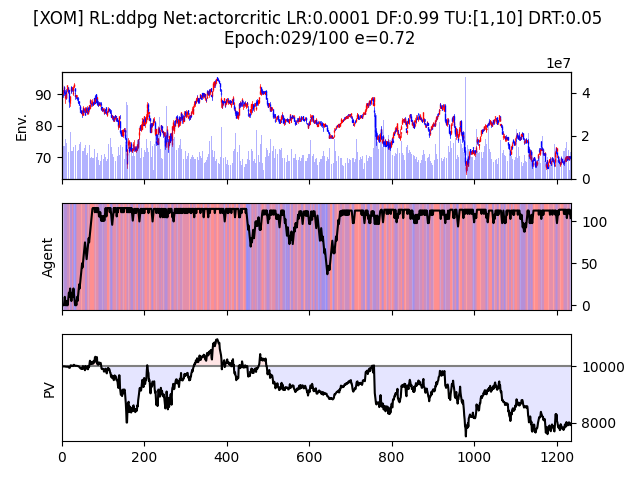 [XOM] RL:ddpg Net:actorcritic LR:0.0001 DF:0.99 TU:[1,10] DRT:0.05
Epoch:029/100 e=0.72
1e7
90
80
70
Env.
4
2
0
Agent
100
50
0
PV
10000
8000
0 200 400 600 800 1000 1200